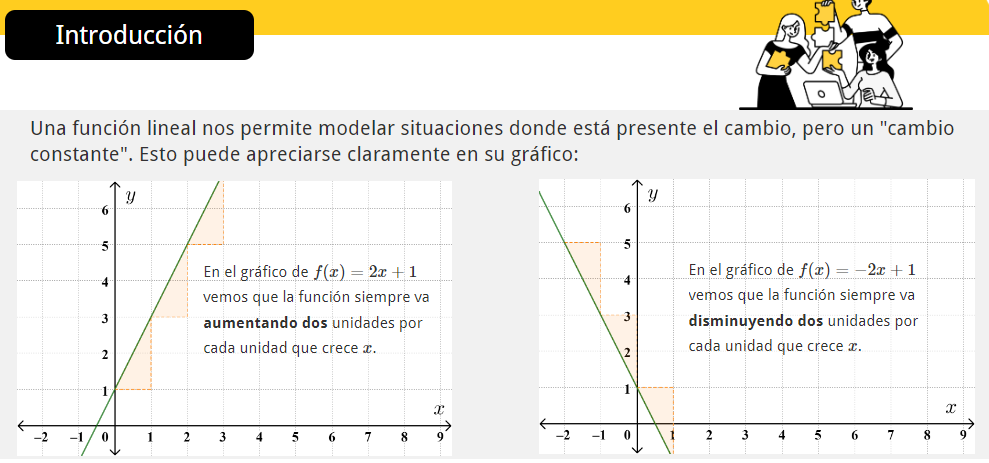 Introducción
Una función lineal nos permite modelar situaciones donde está presente el cambio, pero un "cambio
constante". Esto puede apreciarse claramente en su gráfico:
y
6
5
4
3
2
1
En el gráfico de f(x) = 2x + 1
vemos que la función siempre va
aumentando dos unidades por
cada unidad que crece x.
x
−2 −1 0 1 2 3 4 5 6 7 8 9
y
6
5
4
3
2
1
En el gráfico de f(x) = −2x + 1
vemos que la función siempre va
disminuyendo dos unidades por
cada unidad que crece x.
x
−2 −1 0 1 2 3 4 5 6 7 8 9